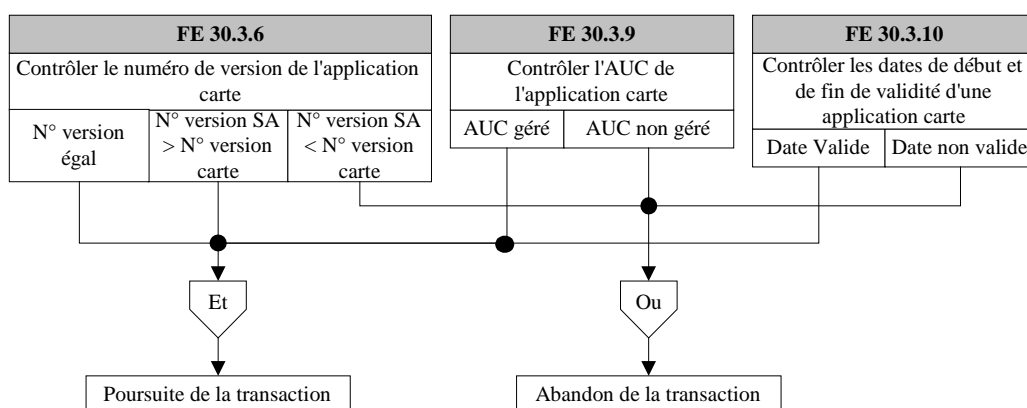 FE 30.3.6
Contrôler le numéro de version de l'application
carte
N° version
égal
N° version SA
> N° version
carte
N° version SA
< N° version
carte
FE 30.3.9
Contrôler l'AUC de
l'application carte
AUC géré
AUC non géré
FE 30.3.10
Contrôler les dates de début et
de fin de validité d'une
application carte
Date Valide
Date non valide
Et
Ou
Poursuite de la transaction
Abandon de la transaction